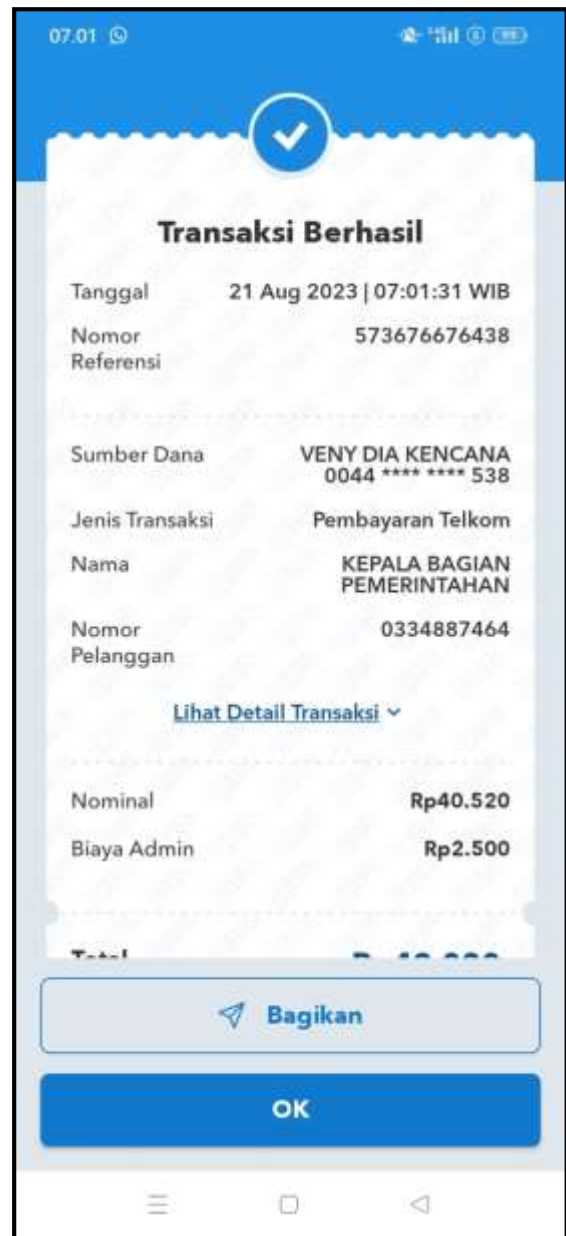 07.01
Transaksi Berhasil
Tanggal 21 Aug 2023 | 07:01:31 WIB
Nomor Referensi 573676676438
Sumber Dana VENY DIA KENCANA
0044 **** **** 538
Jenis Transaksi Pembayaran Telkom
Nama KEPALA BAGIAN
PEMERINTAHAN
Nomor Pelanggan 0334887464
Lihat Detail Transaksi
Nominal Rp40.520
Biaya Admin Rp2.500
Total
Bagikan
OK